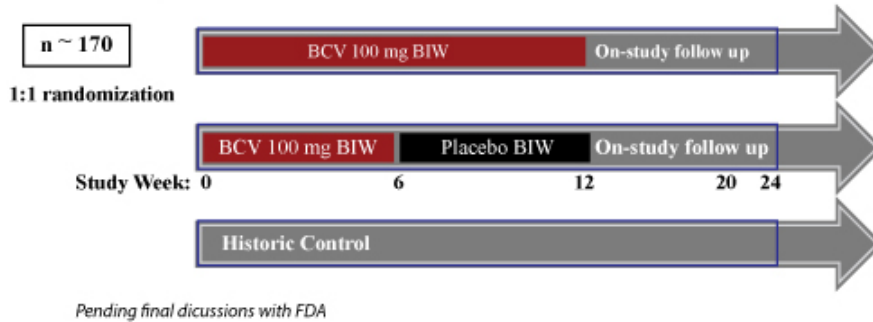 n ~ 170
BCV 100 mg BIW
On-study follow up
1:1 randomization
BCV 100 mg BIW
Placebo BIW
On-study follow up
Study Week: 0 6 12 20 24
Historic Control
Pending final dicussions with FDA